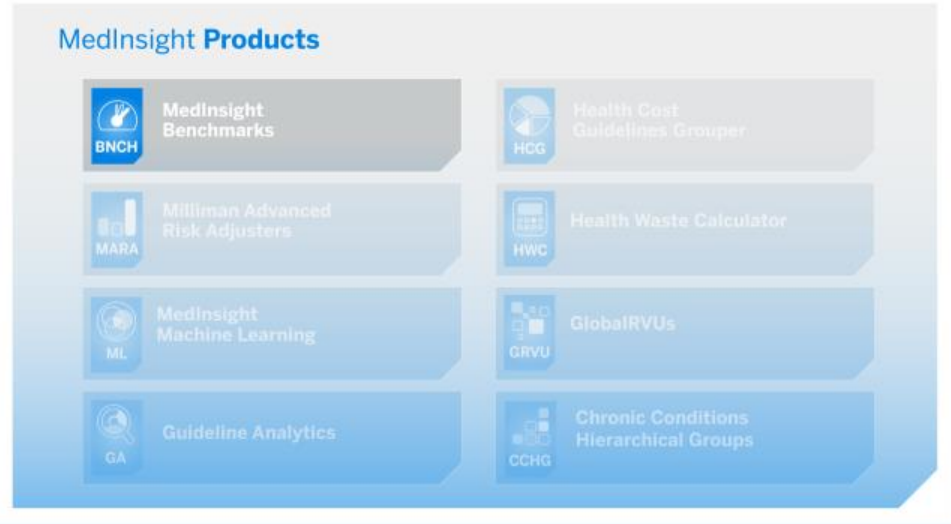 MedInsight Products
MedInsight
Benchmarks
BNCH
Health Cost
Guidelines Grouper
HCG
Milliman Advanced
Risk Adjusters
MARA
Health Waste Calculator
HWC
MedInsight
Machine Learning
ML
GlobalRVUs
GRVU
Guideline Analytics
GA
Chronic Conditions
Hierarchical Groups
CCHG